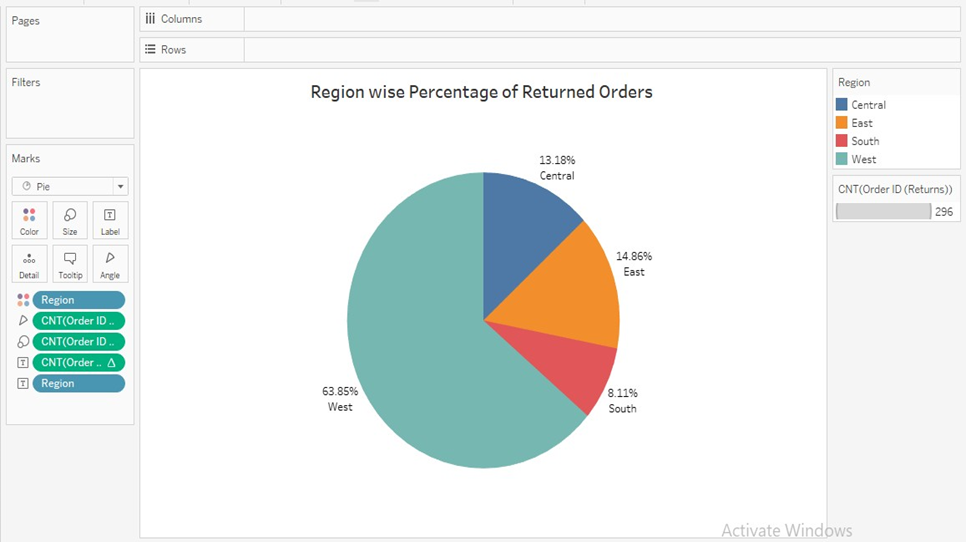 Pages
Columns
Rows
Filters
Marks
Pie
Color
Size
Label
Detail
Tooltip
Angle
Region
CNT(Order ID ..
CNT(Order ID ..
CNT(Order ..
Region
Region wise Percentage of Returned Orders
13.18%
Central
14.86%
East
8.11%
South
63.85%
West
Region
Central
East
South
West
CNT(Order ID (Returns))
296
Activate Windows